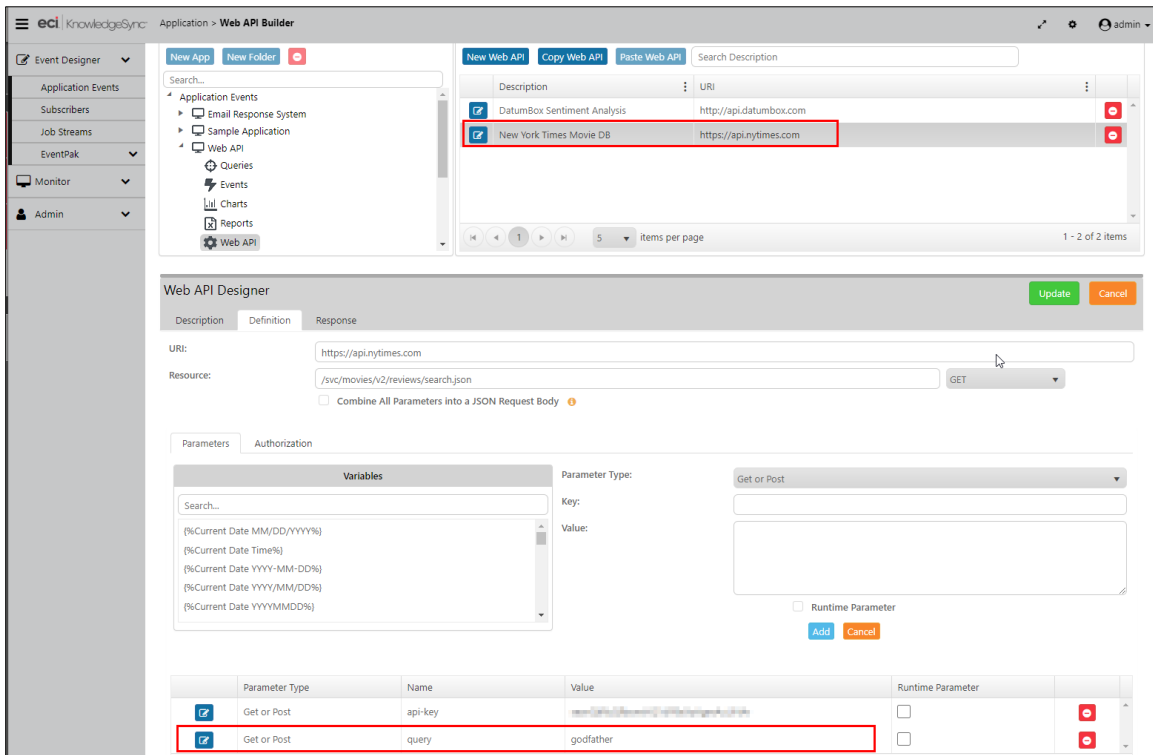 eci KnowledgeSync Application > Web API Builder admin
Event Designer
Application Events
Subscribers
Job Streams
EventPak
Monitor
Admin
New App New Folder
Search...
Application Events
Email Response System
Sample Application
Web API
Queries
Events
Charts
Reports
Web API
New Web API Copy Web API Paste Web API Search Description
Description URI
DatumBox Sentiment Analysis http://api.datumbox.com
New York Times Movie DB https://api.nytimes.com
1 5 items per page 1 - 2 of 2 items
Web API Designer Update Cancel
Description Definition Response
URI: https://api.nytimes.com
Resource: /svc/movies/v2/reviews/search.json GET
Combine All Parameters into a JSON Request Body
Parameters Authorization
Variables
Search...
{%Current Date MM/DD/YYYY%}
{%Current Date Time%}
{%Current Date YYYY-MM-DD%}
{%Current Date YYYY/MM/DD%}
{%Current Date YYYYMMDD%}
Parameter Type: Get or Post
Key:
Value:
Runtime Parameter
Add Cancel
Parameter Type Name Value Runtime Parameter
Get or Post api-key
Get or Post query godfather